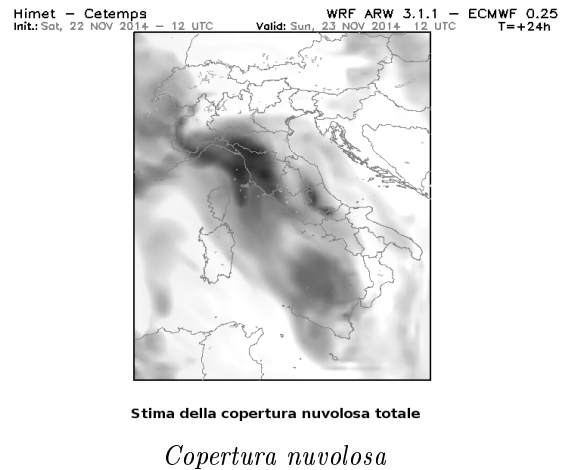 Himet – Cetemps WRF ARW 3.1.1 – ECMWF 0.25
Init.: Sat, 22 NOV 2014 – 12 UTC Valid: Sun, 23 NOV 2014 12 UTC T=+24h
Stima della copertura nuvolosa totale
Copertura nuvolosa